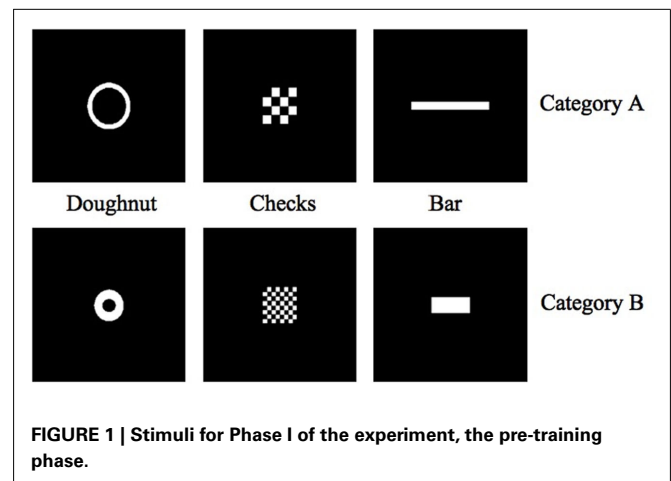 Category A
Doughnut Checks Bar
Category B
FIGURE 1 | Stimuli for Phase I of the experiment, the pre-training
phase.